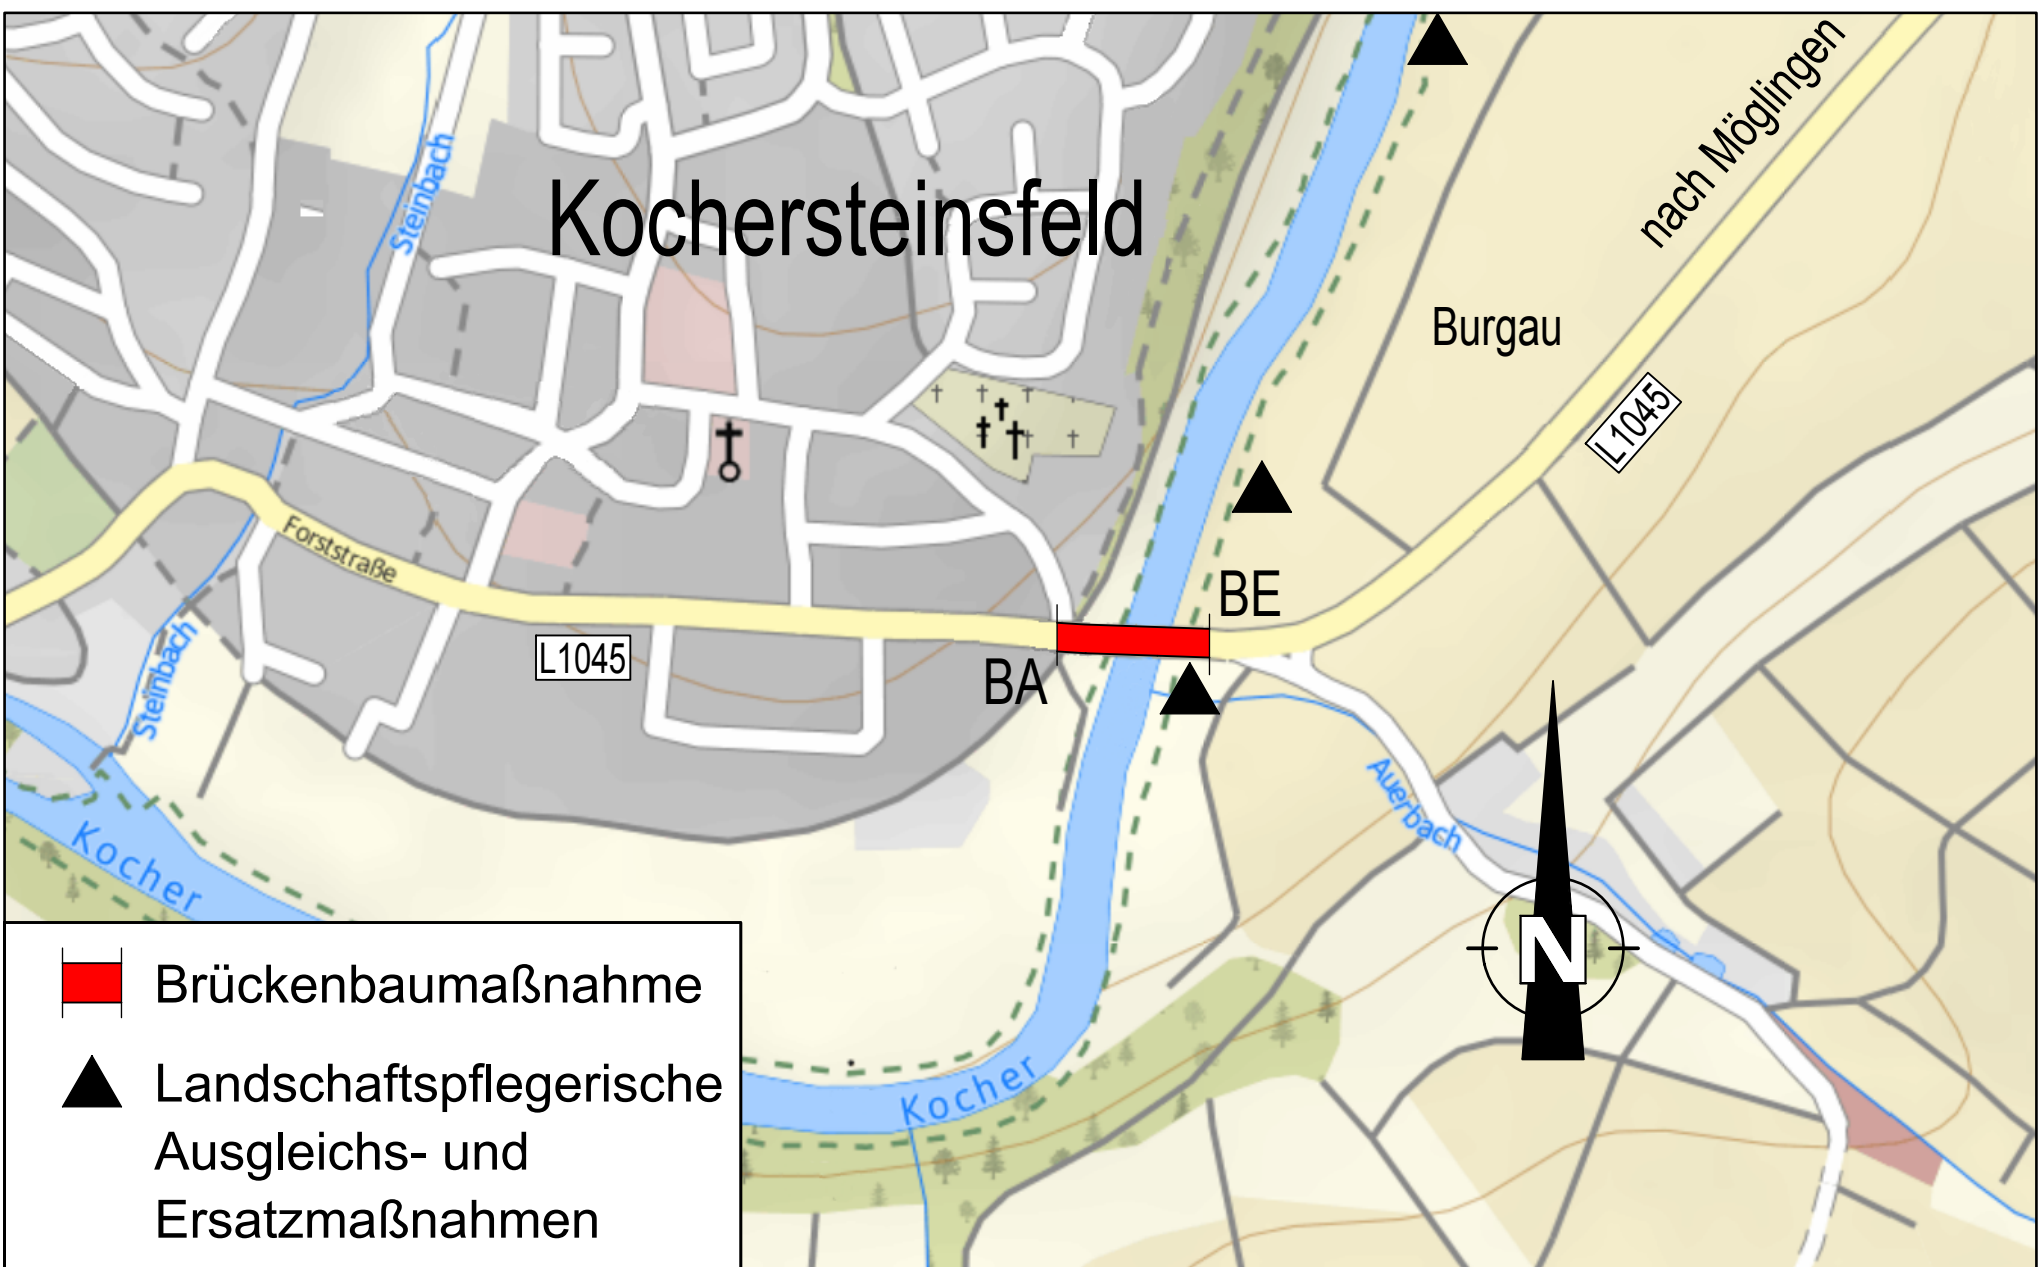 nach Möglingen
Steinbach
Kochersteinsfeld
Burgau
L1045
Forststraße
BE
L1045
BA
Steinbach
Auerbach
Kocher
N
Brückenbaumaßnahme
Kocher
Landschaftspflegerische
Ausgleichs- und
Ersatzmaßnahmen